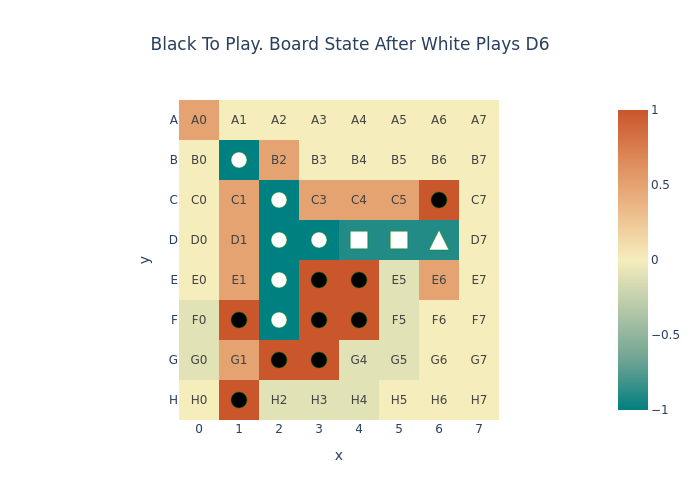 Black To Play. Board State After White Plays D6
A A0 A1 A2 A3 A4 A5 A6 A7
B B0 B2 B3 B4 B5 B6 B7
C C0 C1 C3 C4 C5 C7
D D0 D1 D7
E E0 E1 E5 E6 E7
F F0 F5 F6 F7
G G0 G1 G4 G5 G6 G7
H H0 H2 H3 H4 H5 H6 H7
0 1 2 3 4 5 6 7
x
y
1
0.5
0
−0.5
−1